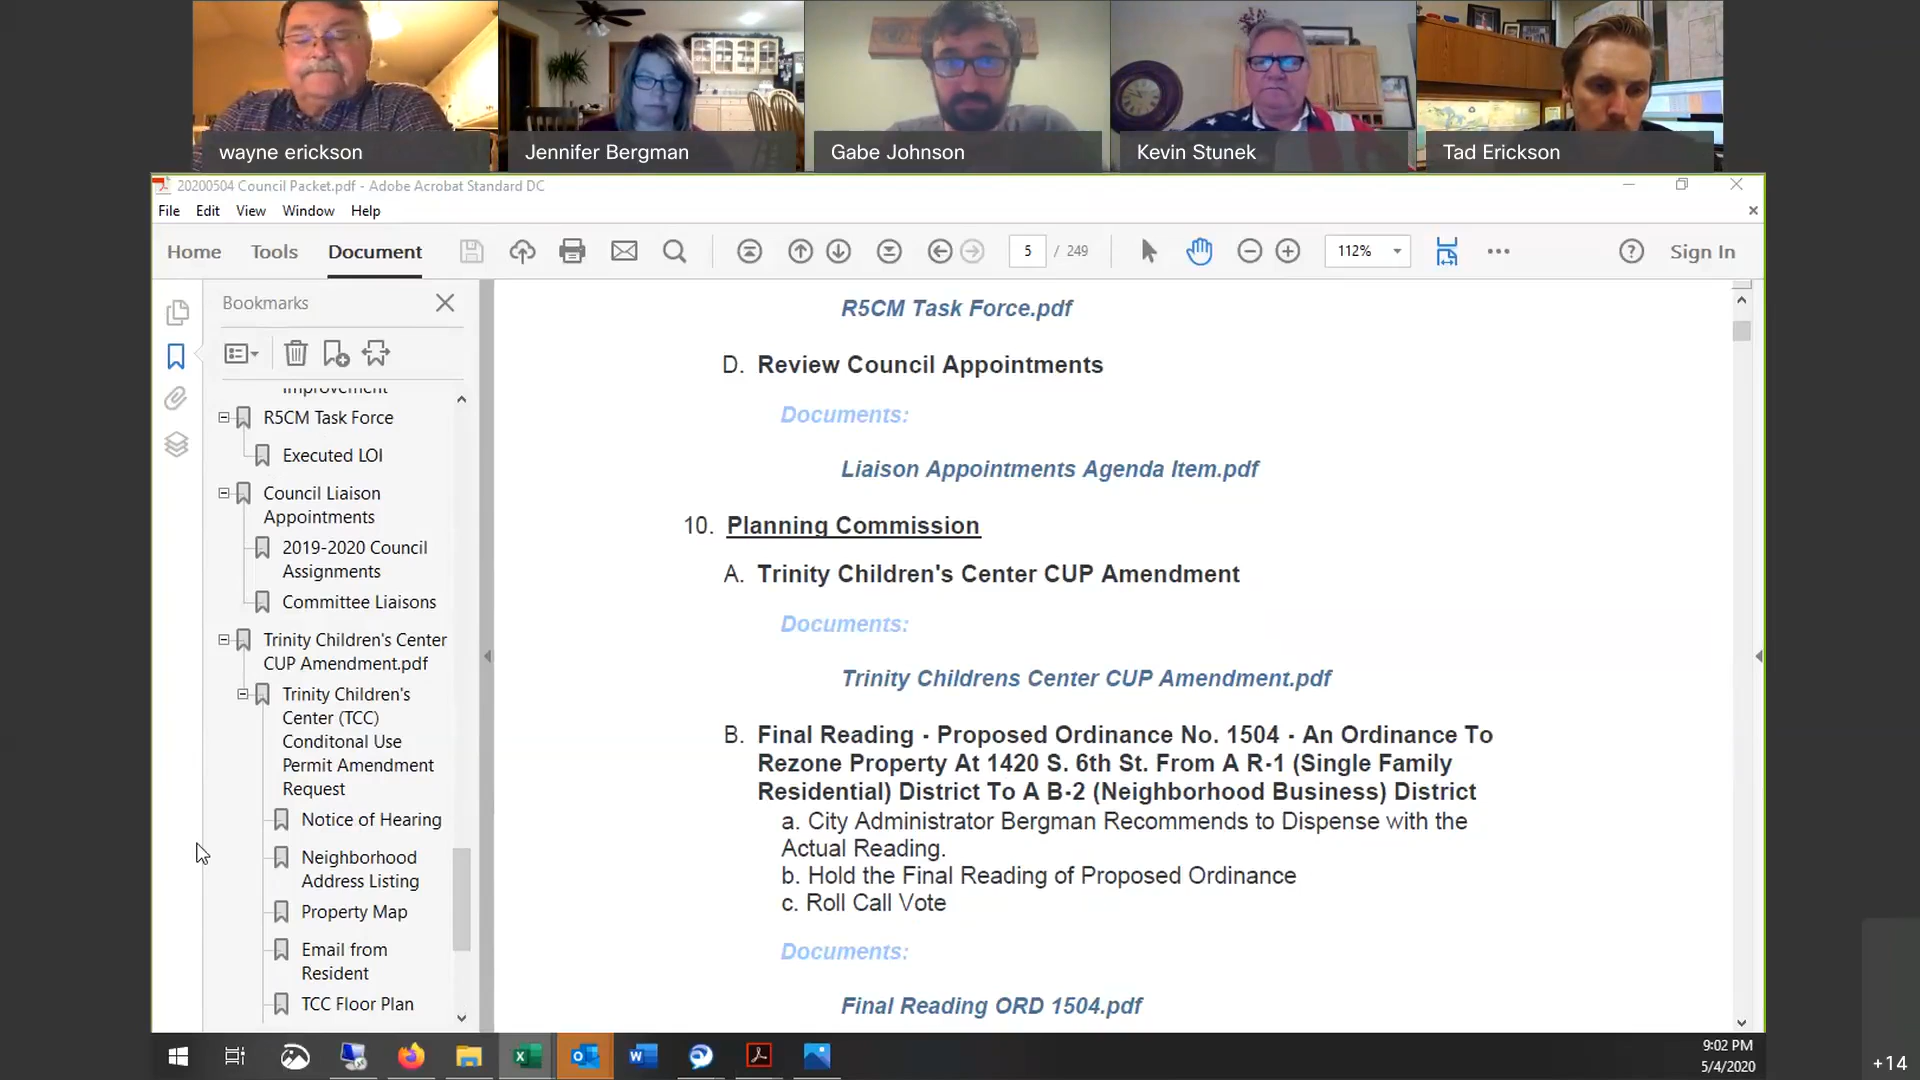 wayne erickson
Jennifer Bergman
Gabe Johnson
Kevin Stunek
Tad Erickson
20200504 Council Packet.pdf - Adobe Acrobat Standard DC
File Edit View Window Help
Home Tools Document
5 / 249
112%
Sign In
Bookmarks
Improvement
R5CM Task Force
Executed LOI
Council Liaison
Appointments
2019-2020 Council
Assignments
Committee Liaisons
Trinity Children's Center
CUP Amendment.pdf
Trinity Children's
Center (TCC)
Conditonal Use
Permit Amendment
Request
Notice of Hearing
Neighborhood
Address Listing
Property Map
Email from
Resident
TCC Floor Plan
R5CM Task Force.pdf
D. Review Council Appointments
Documents:
Liaison Appointments Agenda Item.pdf
10. Planning Commission
A. Trinity Children's Center CUP Amendment
Documents:
Trinity Childrens Center CUP Amendment.pdf
B. Final Reading - Proposed Ordinance No. 1504 - An Ordinance To
Rezone Property At 1420 S. 6th St. From A R-1 (Single Family
Residential) District To A B-2 (Neighborhood Business) District
a. City Administrator Bergman Recommends to Dispense with the
Actual Reading.
b. Hold the Final Reading of Proposed Ordinance
c. Roll Call Vote
Documents:
Final Reading ORD 1504.pdf
9:02 PM
5/4/2020
+14